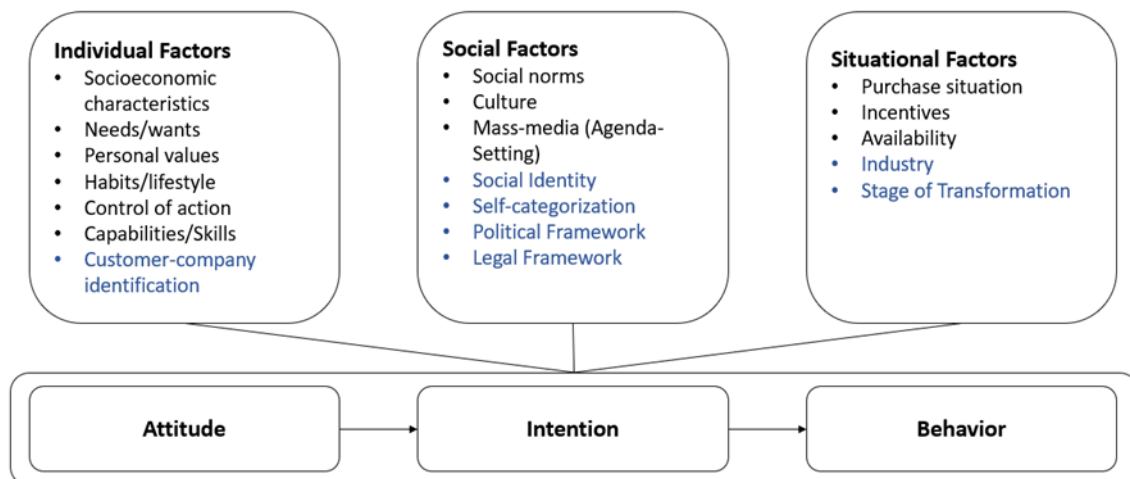 Individual Factors
• Socioeconomic
characteristics
• Needs/wants
• Personal values
• Habits/lifestyle
• Control of action
• Capabilities/Skills
• Customer-company
identification
Social Factors
• Social norms
• Culture
• Mass-media (Agenda-
Setting)
• Social Identity
• Self-categorization
• Political Framework
• Legal Framework
Situational Factors
• Purchase situation
• Incentives
• Availability
• Industry
• Stage of Transformation
Attitude
Intention
Behavior